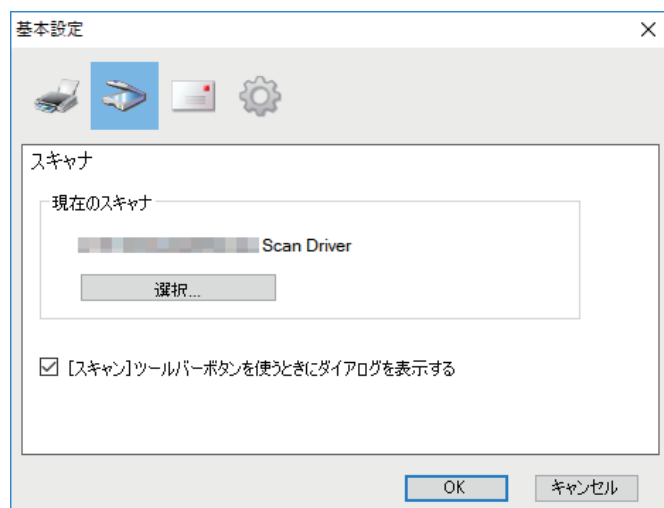 基本設定
スキャナ
現在のスキャナ
Scan Driver
選択...
[スキャン]ツールバーボタンを使うときにダイアログを表示する
OK
キャンセル